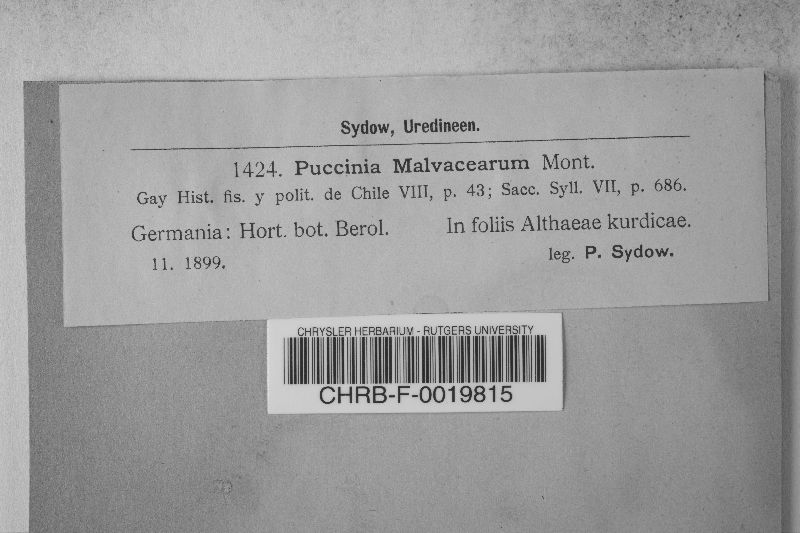 Sydow, Uredineen.
1424. Puccinia Malvacearum Mont.
Gay Hist. fis. y polit. de Chile VIII, p. 43; Sacc. Syll. VII, p. 686.
Germania: Hort. bot. Berol. In foliis Althaeae kurdicae.
11. 1899. leg. P. Sydow.
CHRYSLER HERBARIUM - RUTGERS UNIVERSITY
CHRB-F-0019815